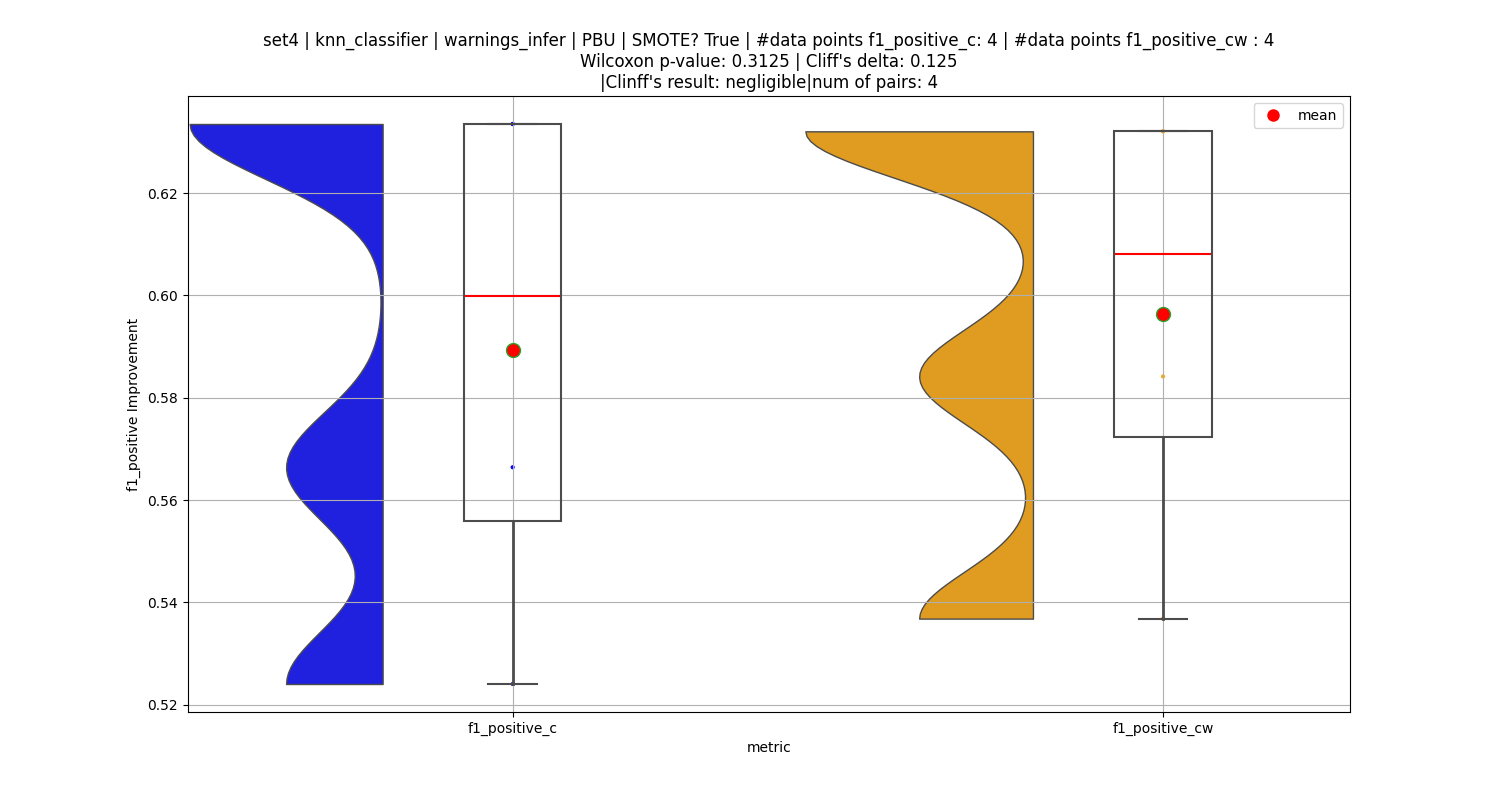 set4 | knn_classifier | warnings_infer | PBU | SMOTE? True | #data points f1_positive_c: 4 | #data points f1_positive_cw : 4
Wilcoxon p-value: 0.3125 | Cliff's delta: 0.125
|Clinff's result: negligible|num of pairs: 4
mean
f1_positive Improvement
0.62
0.60
0.58
0.56
0.54
0.52
f1_positive_c
f1_positive_cw
metric